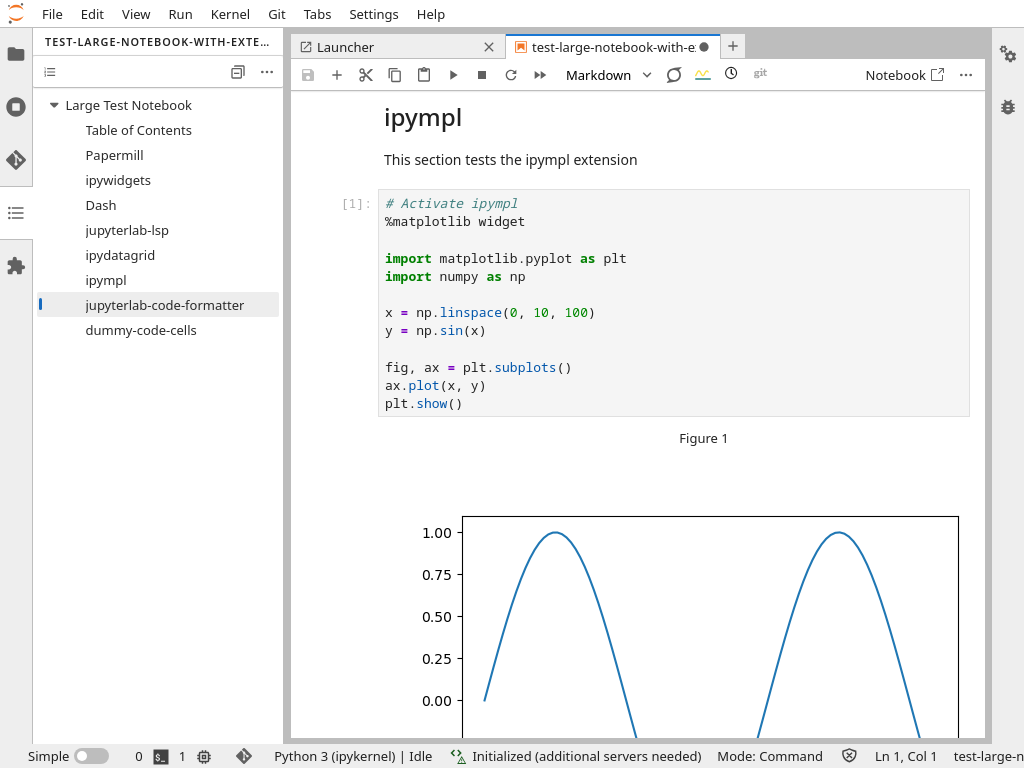 File Edit View Run Kernel Git Tabs Settings Help
TEST-LARGE-NOTEBOOK-WITH-EXTE...
Large Test Notebook
Table of Contents
Papermill
ipywidgets
Dash
jupyterlab-lsp
ipydatagrid
ipympl
jupyterlab-code-formatter
dummy-code-cells
Launcher
test-large-notebook-with-ex
Markdown
git
Notebook
ipympl
This section tests the ipympl extension
[1]:
# Activate ipympl
%matplotlib widget
import matplotlib.pyplot as plt
import numpy as np
x = np.linspace(0, 10, 100)
y = np.sin(x)
fig, ax = plt.subplots()
ax.plot(x, y)
plt.show()
Figure 1
1.00
0.75
0.50
0.25
0.00
Simple 0 1 Python 3 (ipykernel) | Idle Initialized (additional servers needed) Mode: Command Ln 1, Col 1 test-large-n